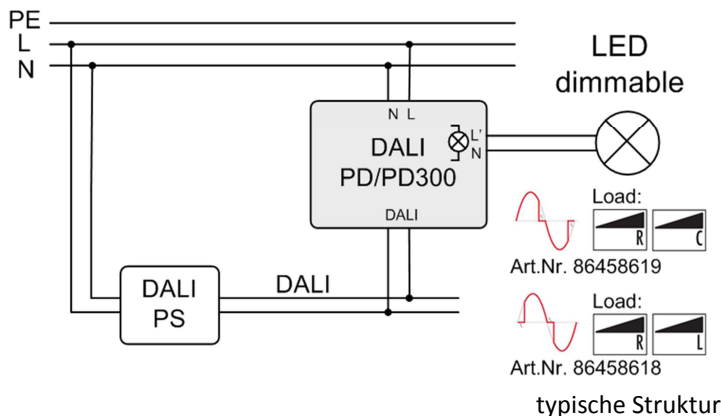 PE
L
N
LED
dimmable
N L
L'
N
DALI
PD/PD300
DALI
Load:
R C
Art.Nr. 86458619
DALI
PS
DALI
Load:
R L
Art.Nr. 86458618
typische Struktur